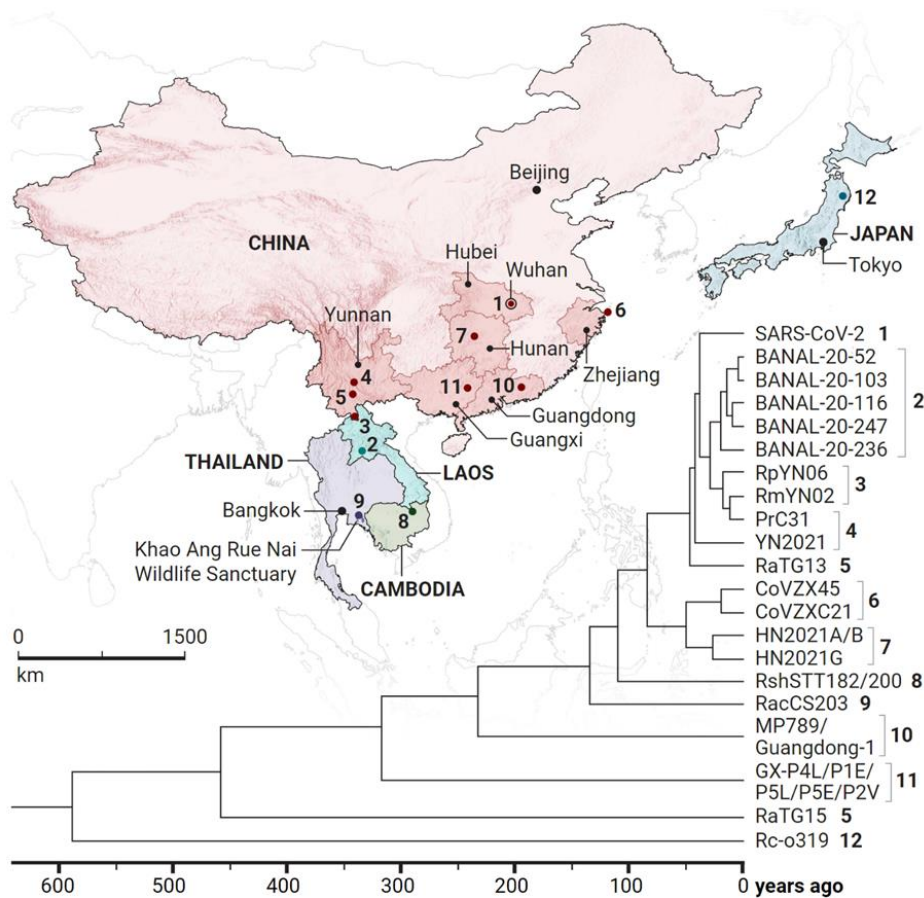 Beijing
12
CHINA
JAPAN
Hubei
Tokyo
Wuhan
1
6
Yunnan
7
Hunan
4
Zhejiang
5
11
10
Guangdong
3
Guangxi
2
THAILAND
LAOS
Bangkok
9
8
Khao Ang Rue Nai
Wildlife Sanctuary
CAMBODIA
0 1500
km
SARS-CoV-2 1
BANAL-20-52
BANAL-20-103
BANAL-20-116
BANAL-20-247
BANAL-20-236
2
RpYN06
RmYN02
3
PrC31
YN2021
4
RaTG13 5
CoVZX45
CoVZXC21
6
HN2021A/B
HN2021G
7
RshSTT182/200 8
RacCS203 9
MP789/
Guangdong-1
10
GX-P4L/P1E/
P5L/P5E/P2V
11
RaTG15 5
Rc-o319 12
600 500 400 300 200 100 0 years ago